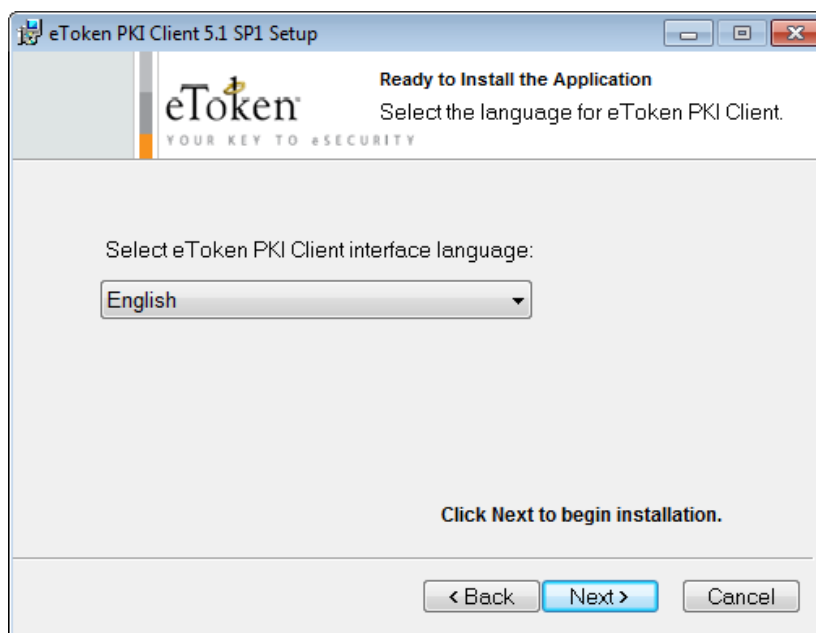 eToken PKI Client 5.1 SP1 Setup
eToken
YOUR KEY TO eSECURITY
Ready to Install the Application
Select the language for eToken PKI Client.
Select eToken PKI Client interface language:
English
Click Next to begin installation.
< Back
Next >
Cancel